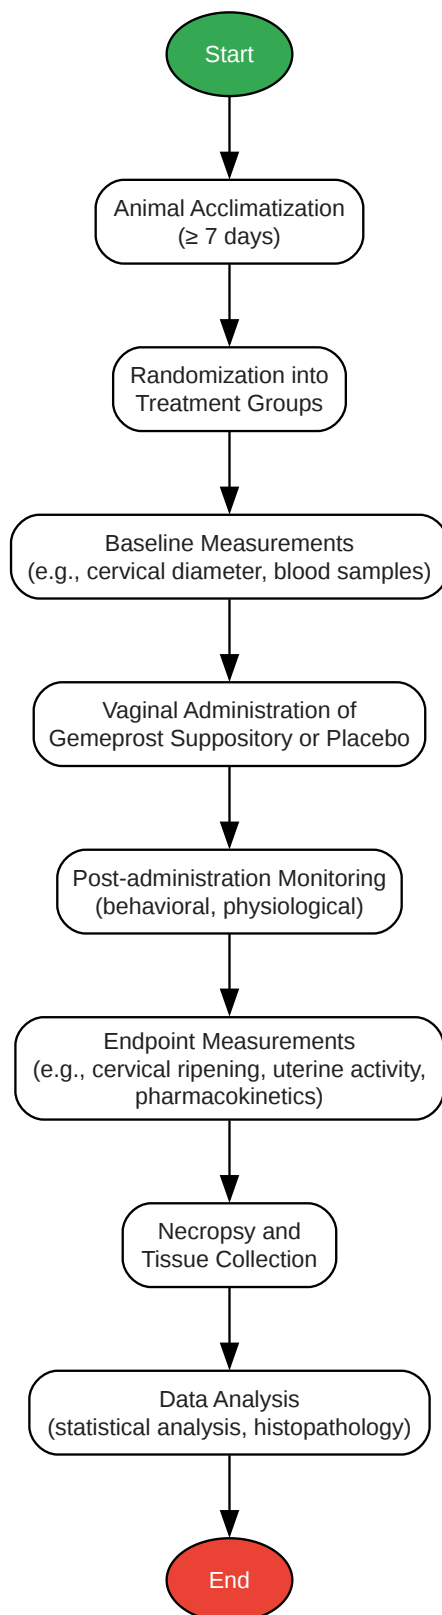 Start
Animal Acclimatization
(≥ 7 days)
Randomization into
Treatment Groups
Baseline Measurements
(e.g., cervical diameter, blood samples)
Vaginal Administration of
Gemeprost Suppository or Placebo
Post-administration Monitoring
(behavioral, physiological)
Endpoint Measurements
(e.g., cervical ripening, uterine activity,
pharmacokinetics)
Necropsy and
Tissue Collection
Data Analysis
(statistical analysis, histopathology)
End